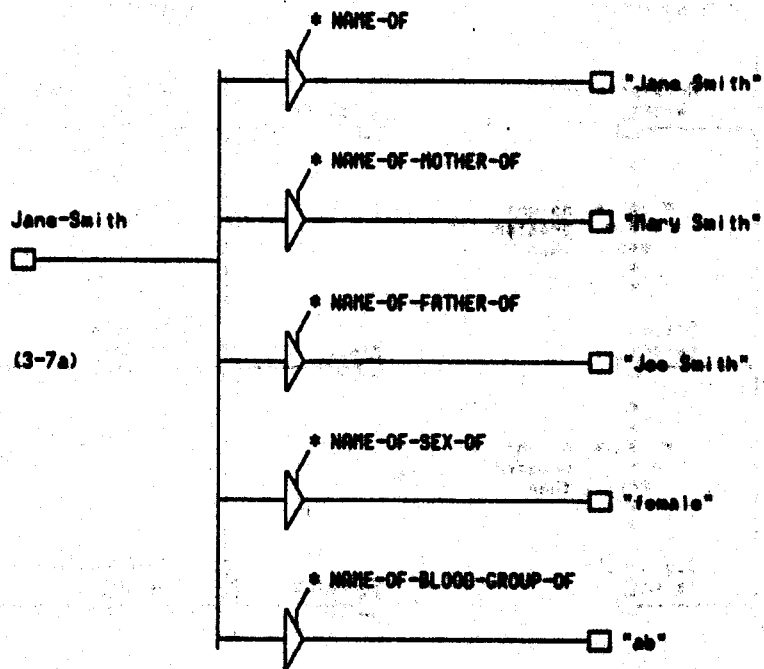 * NAME-OF
"Jane Smith"
* NAME-OF-MOTHER-OF
Jane-Smith
"Mary Smith"
* NAME-OF-FATHER-OF
(3-7a)
"Joe Smith"
* NAME-OF-SEX-OF
"female"
* NAME-OF-BLOOD-GROUP-OF
"ab"